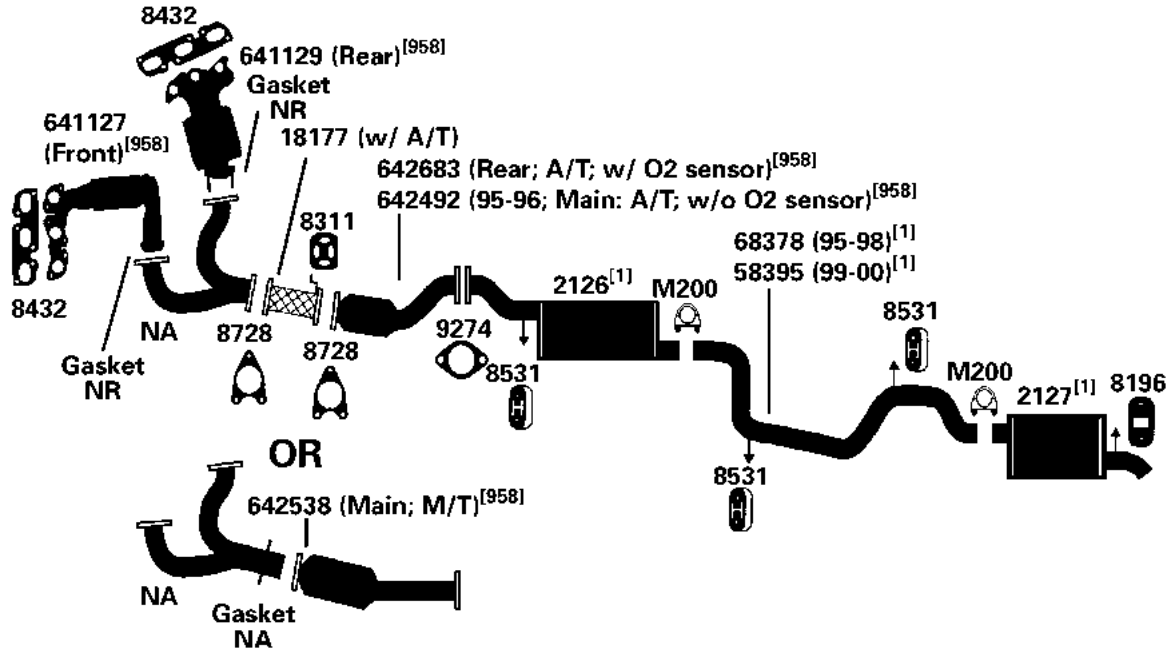 8432
641129 (Rear)[958]
Gasket
NR
641127
(Front)[958]
18177 (w/ A/T)
642683 (Rear; A/T; w/ O2 sensor)[958]
642492 (95-96; Main: A/T; w/o O2 sensor)[958]
8311
68378 (95-98)[1]
58395 (99-00)[1]
2126[1]
M200
8432
NA
8728
8728
9274
8531
8531
M200
2127[1]
8196
Gasket
NR
OR
8531
642538 (Main; M/T)[958]
NA
Gasket
NA